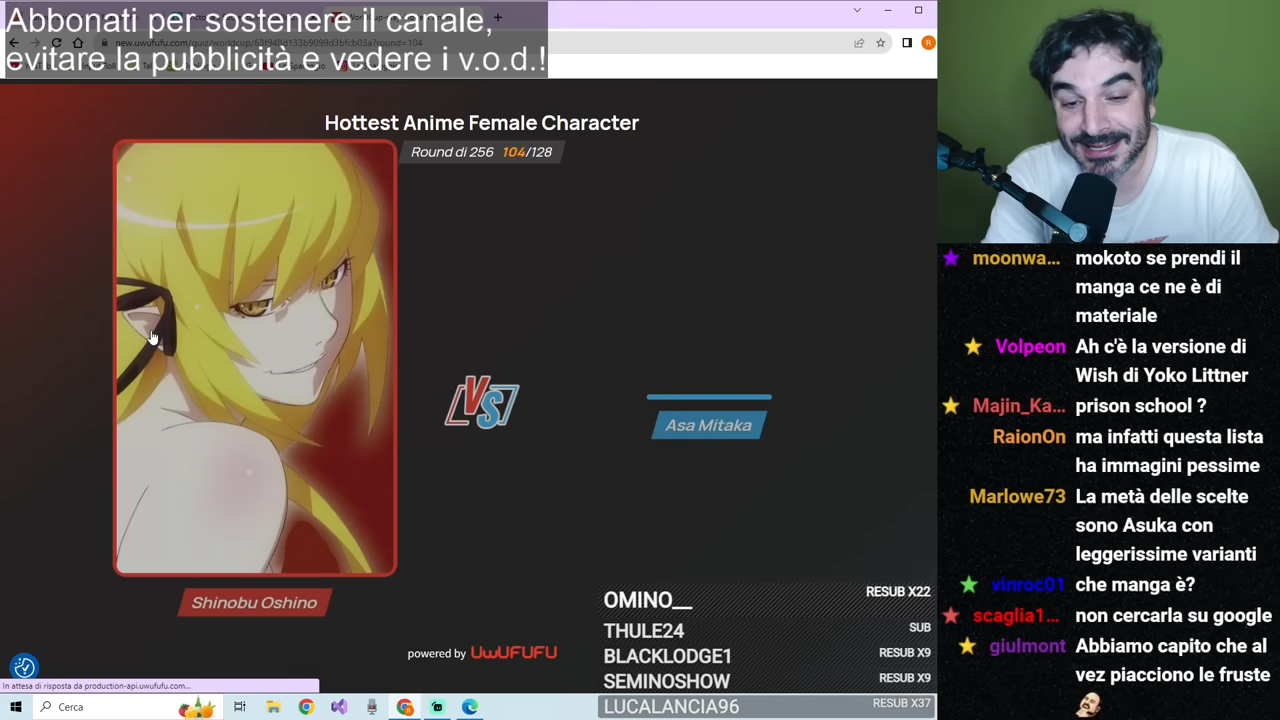 Abbonati per sostenere il canale,
evitare la pubblicità e vedere i v.o.d.!
Hottest Anime Female Character
Round di 256 104/128
VS
Asa Mitaka
Shinobu Oshino
powered by UwUFUFU
In attesa di risposta da production-api.uwufufu.com...
Cerca
OMINO__ RESUB X22
THULE24 SUB
BLACKLODGE1 RESUB X9
SEMINOSHOW RESUB X9
LUCALANCIA96 RESUB X37
moonwa... mokoto se prendi il
manga ce ne è di
materiale
Volpeon Ah c'è la versione di
Wish di Yoko Littner
Majin_Ka... prison school ?
RaionOn ma infatti questa lista
ha immagini pessime
Marlowe73 La metà delle scelte
sono Asuka con
leggerissime varianti
vinroc01 che manga è?
scaglia1... non cercarla su google
giulmont Abbiamo capito che al
vez piacciono le fruste